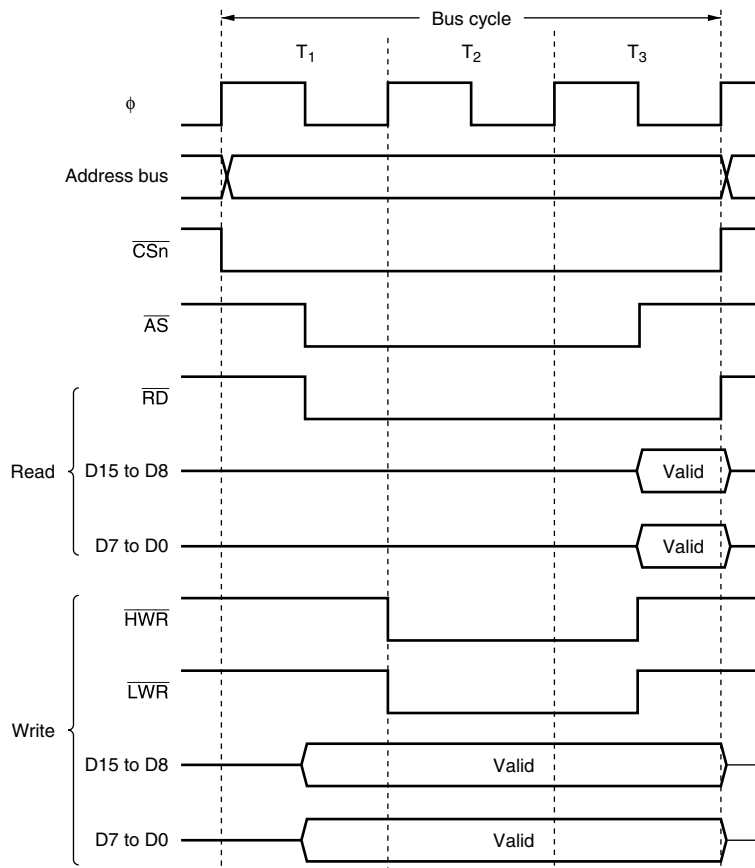 Bus cycle
T1 T2 T3
ϕ
Address bus
CSn
AS
RD
Read
D15 to D8 Valid
D7 to D0 Valid
HWR
LWR
Write
D15 to D8 Valid
D7 to D0 Valid